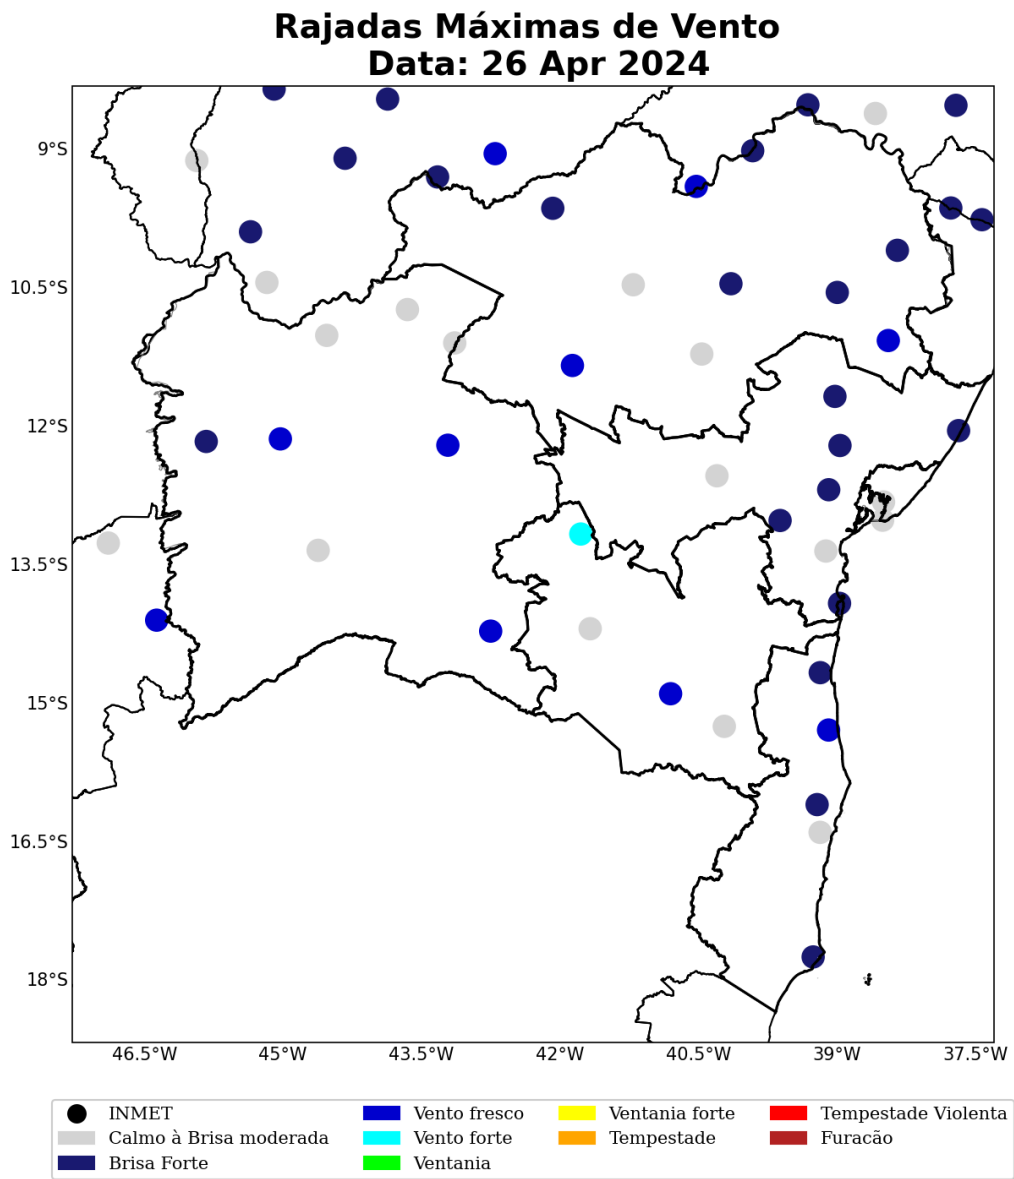 Rajadas Máximas de Vento
Data: 26 Apr 2024
9°S
10.5°S
12°S
13.5°S
15°S
16.5°S
18°S
46.5°W 45°W 43.5°W 42°W 40.5°W 39°W 37.5°W
INMET Vento fresco Ventania forte Tempestade Violenta
Calmo à Brisa moderada Vento forte Tempestade Furacão
Brisa Forte Ventania